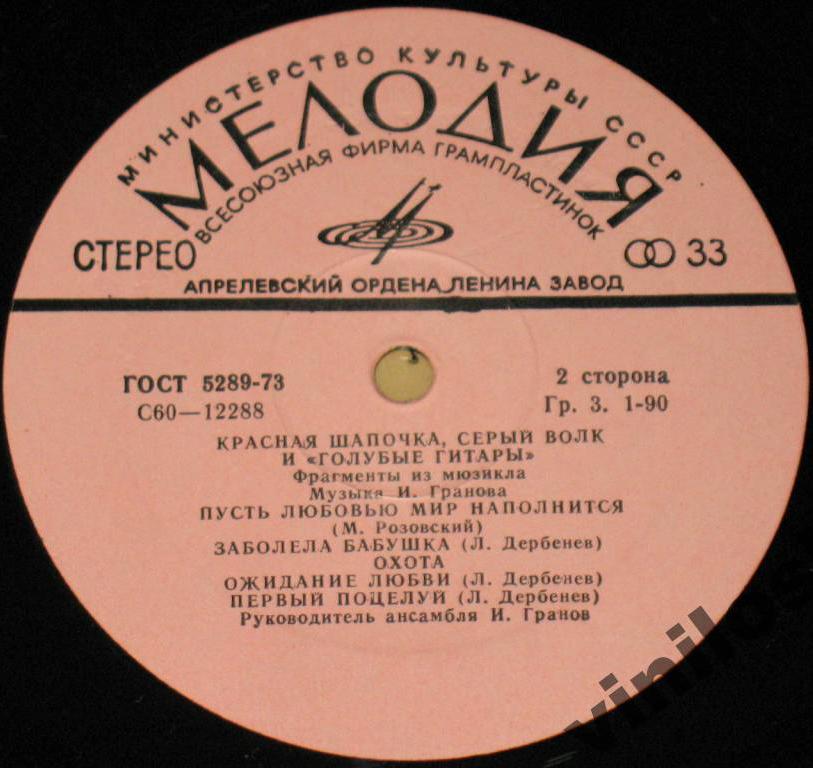 МИНИСТЕРСТВО КУЛЬТУРЫ СССР
МЕЛОДИЯ
ВСЕСОЮЗНАЯ ФИРМА ГРАМПЛАСТИНОК
СТЕРЕО
33
АПРЕЛЕВСКИЙ ОРДЕНА ЛЕНИНА ЗАВОД
ГОСТ 5289-73
2 сторона
С60—12288
Гр. 3. 1-90
КРАСНАЯ ШАПОЧКА, СЕРЫЙ ВОЛК
И «ГОЛУБЫЕ ГИТАРЫ»
Фрагменты из мюзикла
Музыка И. Гранова
ПУСТЬ ЛЮБОВЬЮ МИР НАПОЛНИТСЯ
(М. Розовский)
ЗАБОЛЕЛА БАБУШКА (Л. Дербенев)
ОХОТА
ОЖИДАНИЕ ЛЮБВИ (Л. Дербенев)
ПЕРВЫЙ ПОЦЕЛУЙ (Л. Дербенев)
Руководитель ансамбля И. Гранов